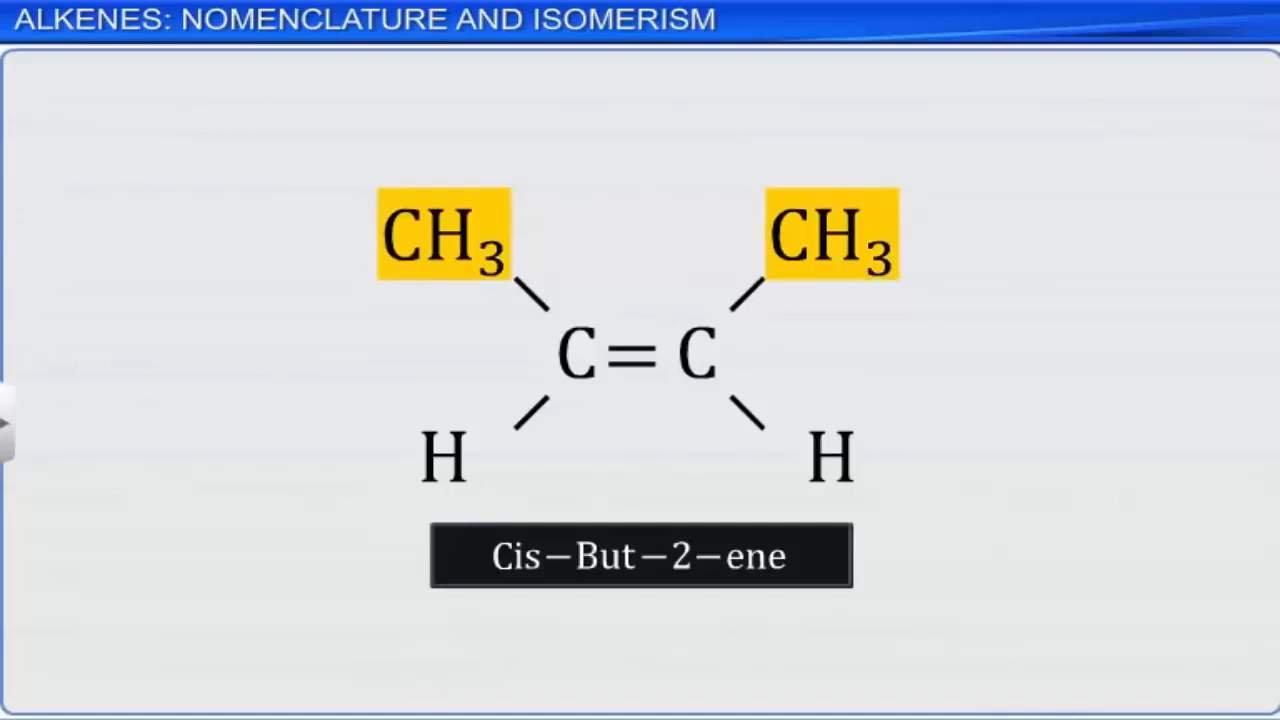 ALKENES: NOMENCLATURE AND ISOMERISM
CH₃ CH₃
C=C
H H
Cis−But−2−ene